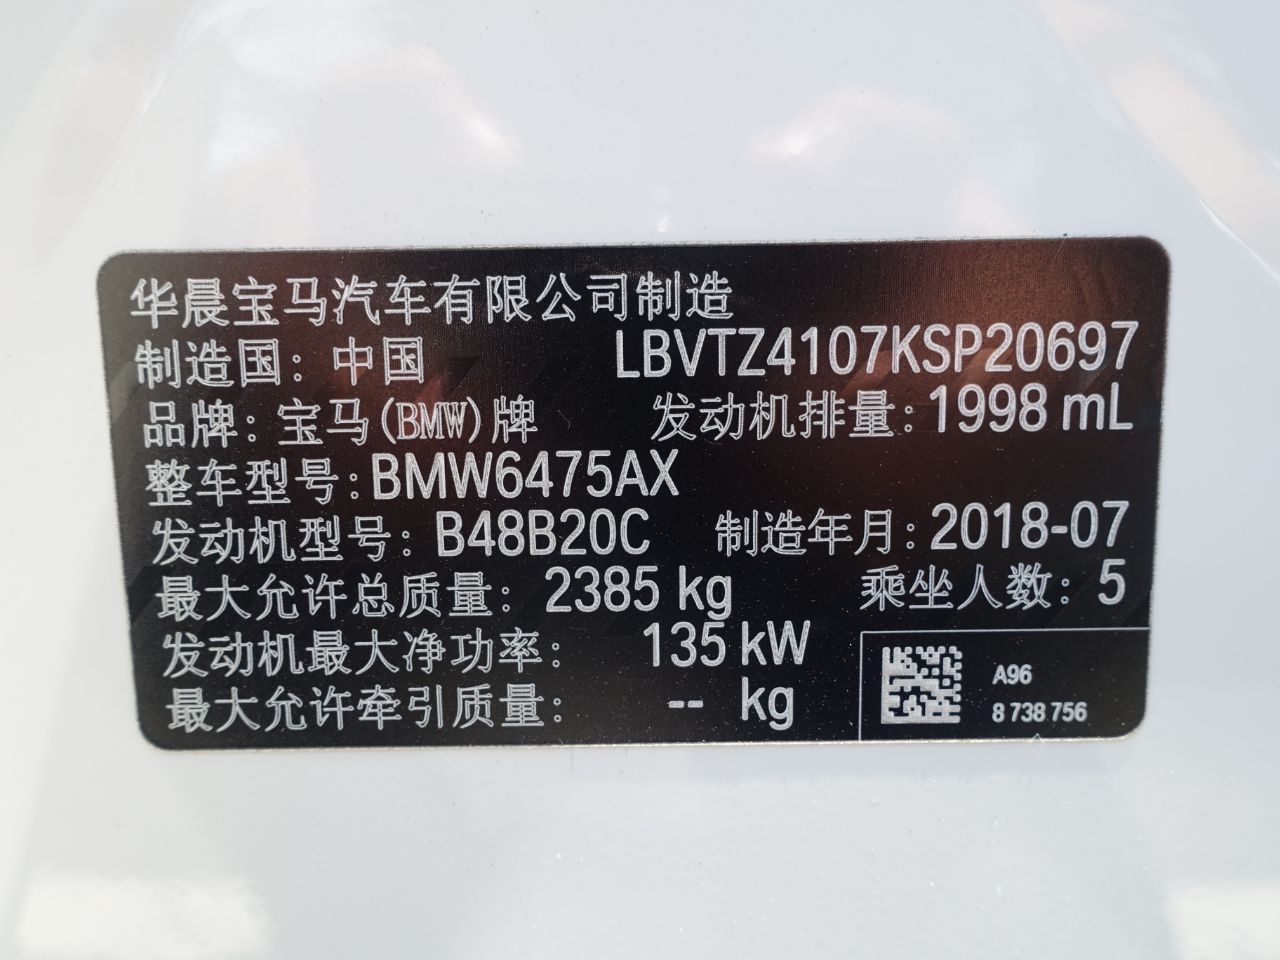 华晨宝马汽车有限公司制造
制造国：中国 LBVTZ4107KSP20697
品牌：宝马(BMW)牌 发动机排量：1998 mL
整车型号：BMW6475AX
发动机型号：B48B20C 制造年月：2018-07
最大允许总质量：2385 kg 乘坐人数：5
发动机最大净功率：135 kW
最大允许牵引质量：-- kg
A96
8 738 756